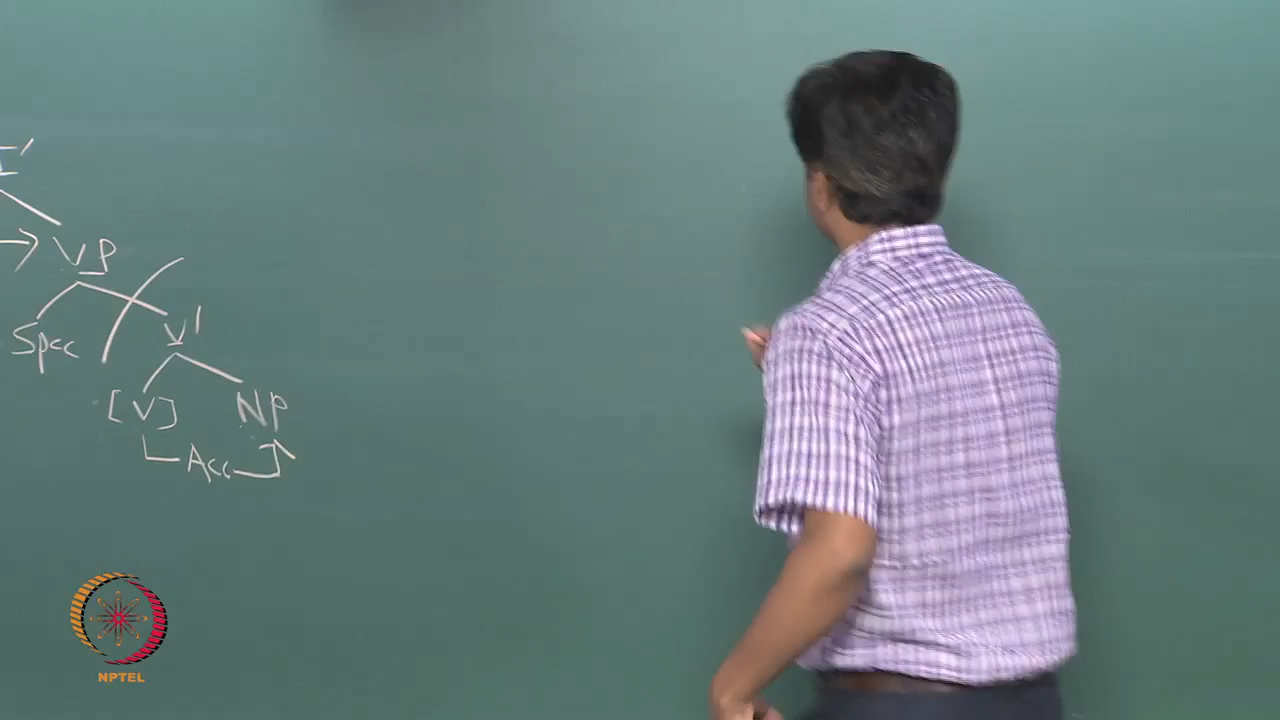 I'
VP
Spec V'
[V] NP
Acc
NPTEL